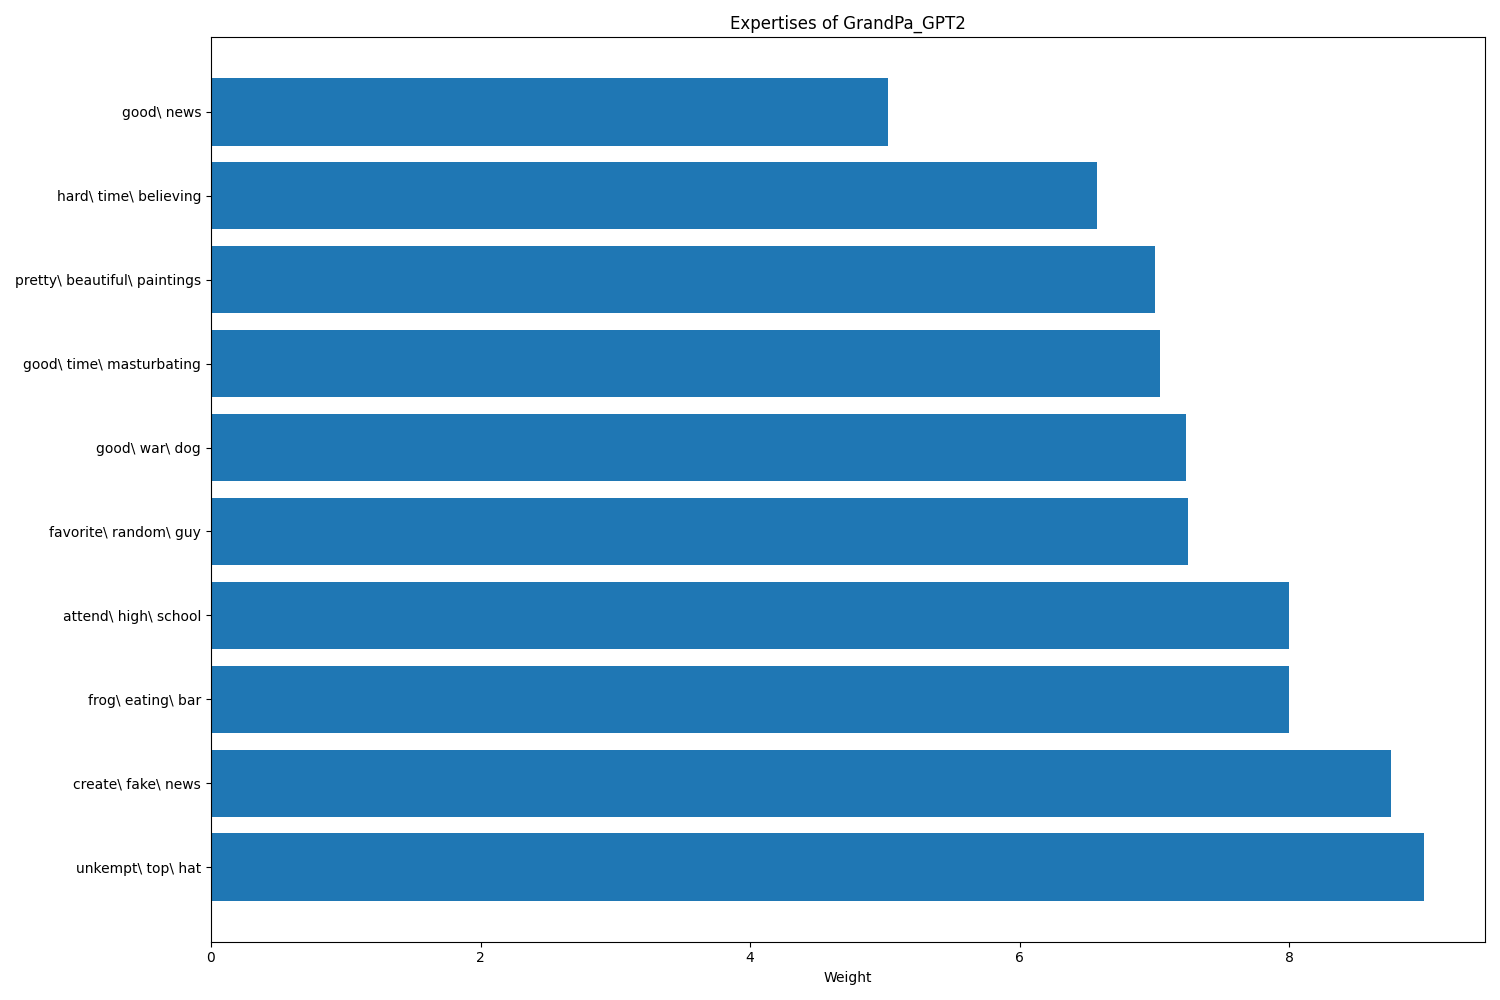 Expertises of GrandPa_GPT2
good\ news
hard\ time\ believing
pretty\ beautiful\ paintings
good\ time\ masturbating
good\ war\ dog
favorite\ random\ guy
attend\ high\ school
frog\ eating\ bar
create\ fake\ news
unkempt\ top\ hat
0 2 4 6 8
Weight